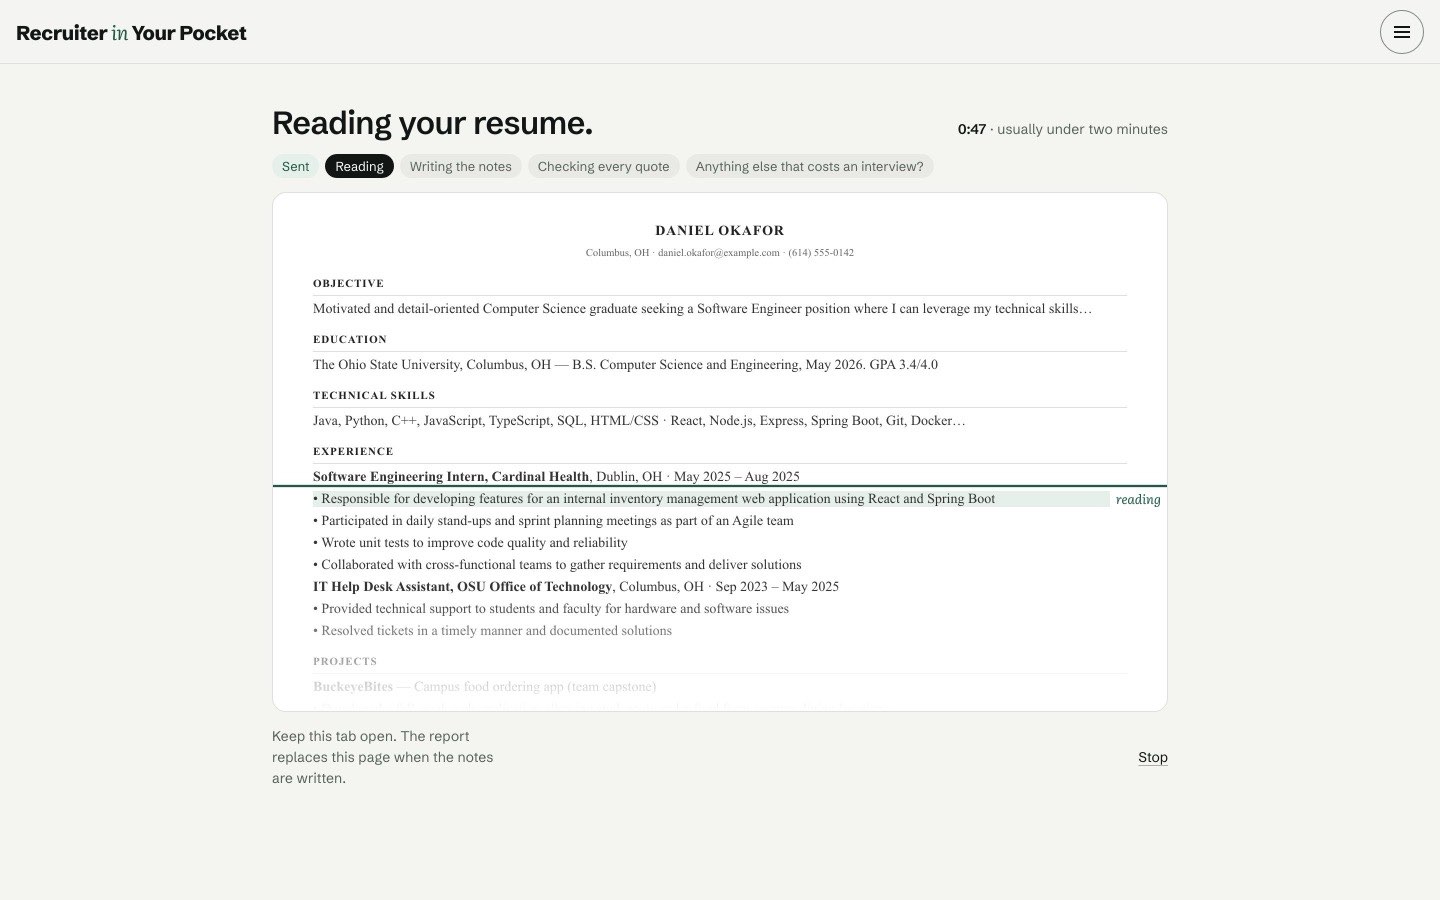 Recruiter in Your Pocket
Reading your resume.
0:47 · usually under two minutes
Sent
Reading
Writing the notes
Checking every quote
Anything else that costs an interview?
DANIEL OKAFOR
Columbus, OH · daniel.okafor@example.com · (614) 555-0142
OBJECTIVE
Motivated and detail-oriented Computer Science graduate seeking a Software Engineer position where I can leverage my technical skills…
EDUCATION
The Ohio State University, Columbus, OH — B.S. Computer Science and Engineering, May 2026. GPA 3.4/4.0
TECHNICAL SKILLS
Java, Python, C++, JavaScript, TypeScript, SQL, HTML/CSS · React, Node.js, Express, Spring Boot, Git, Docker…
EXPERIENCE
Software Engineering Intern, Cardinal Health, Dublin, OH · May 2025 – Aug 2025
• Responsible for developing features for an internal inventory management web application using React and Spring Boot
reading
• Participated in daily stand-ups and sprint planning meetings as part of an Agile team
• Wrote unit tests to improve code quality and reliability
• Collaborated with cross-functional teams to gather requirements and deliver solutions
IT Help Desk Assistant, OSU Office of Technology, Columbus, OH · Sep 2023 – May 2025
• Provided technical support to students and faculty for hardware and software issues
• Resolved tickets in a timely manner and documented solutions
PROJECTS
BuckeyeBites — Campus food ordering app (team capstone)
Keep this tab open. The report
replaces this page when the notes
are written.
Stop